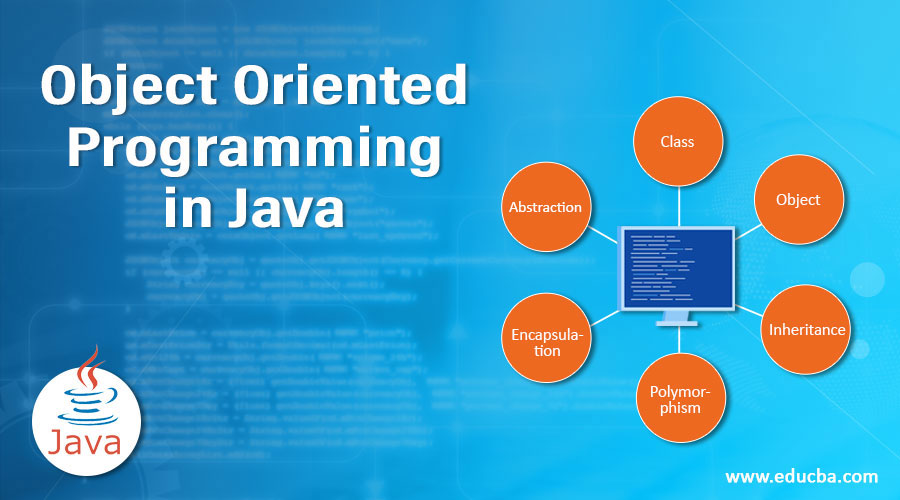 Object Oriented
Programming
in Java
Class
Abstraction
Object
Encapsula-
tion
Inheritance
Polymor-
phism
Java
www.educba.com